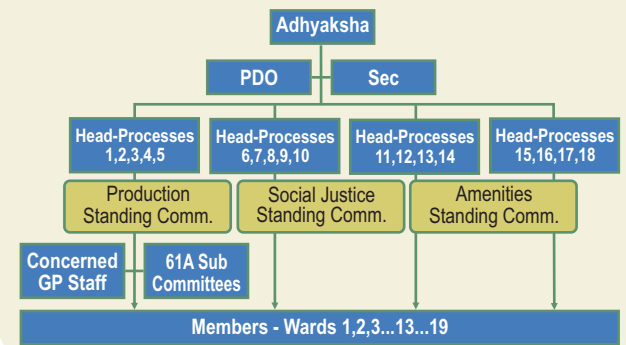 Adhyaksha
PDO
Sec
Head-Processes
1,2,3,4,5
Head-Processes
6,7,8,9,10
Head-Processes
11,12,13,14
Head-Processes
15,16,17,18
Production
Standing Comm.
Social Justice
Standing Comm.
Amenities
Standing Comm.
Concerned
GP Staff
61A Sub
Committees
Members - Wards 1,2,3...13...19